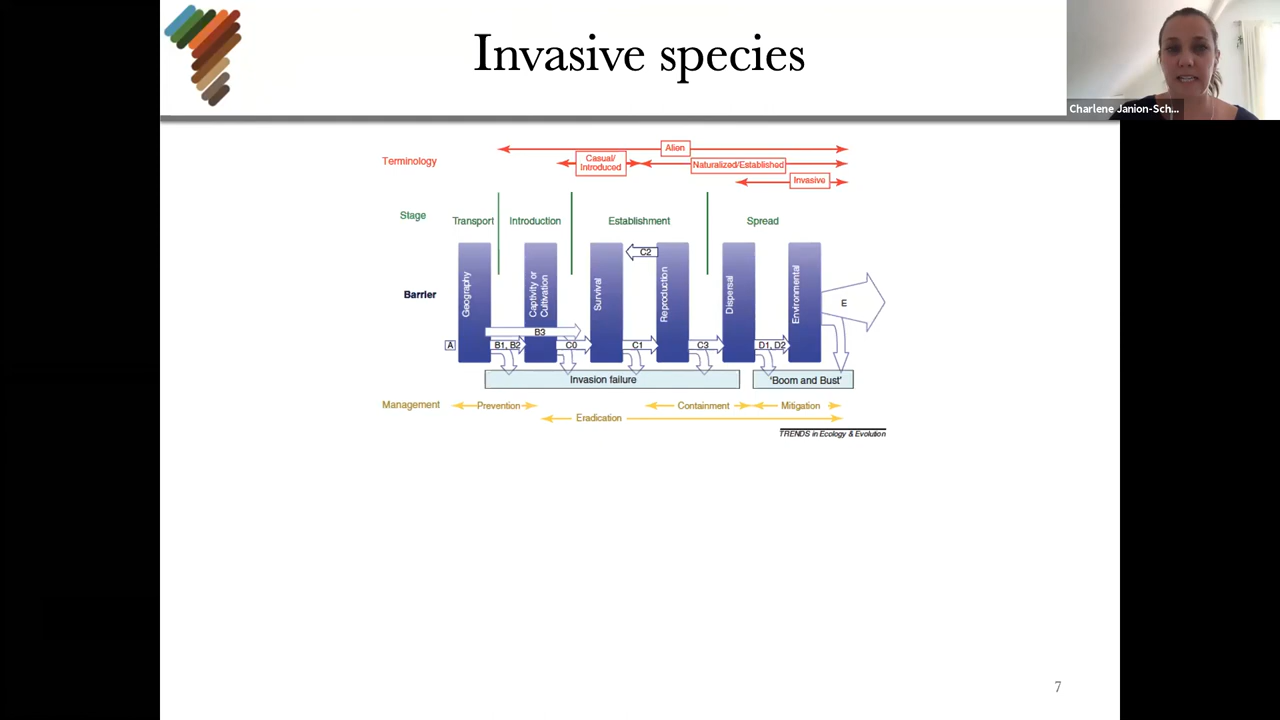 Invasive species
Charlene Janion-Sch...
Alien
Terminology
Casual/
Introduced
Naturalized/Established
Invasive
Stage
Transport
Introduction
Establishment
Spread
Barrier
Geography
Captivity or
Cultivation
Survival
Reproduction
Dispersal
Environmental
C2
E
B3
A
B1, B2
C0
C1
C3
D1, D2
Invasion failure
'Boom and Bust'
Management
Prevention
Containment
Mitigation
Eradication
TRENDS in Ecology & Evolution
7